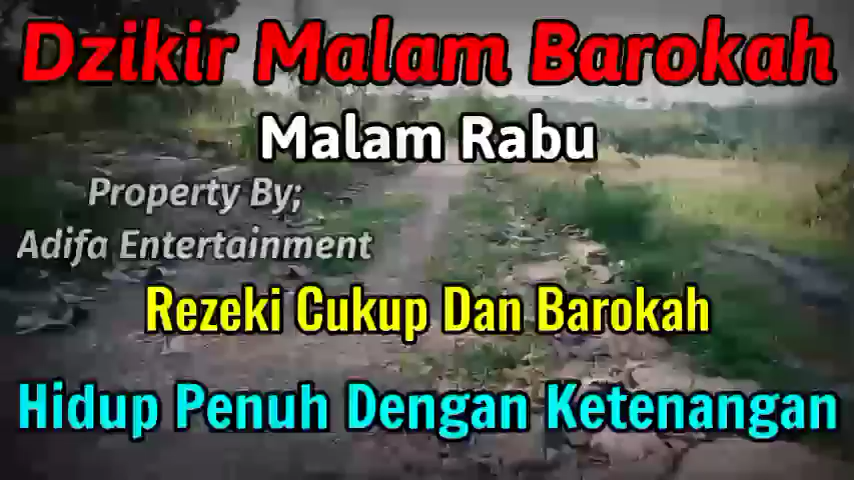 Dzikir Malam Barokah
Malam Rabu
Property By;
Adifa Entertainment
Rezeki Cukup Dan Barokah
Hidup Penuh Dengan Ketenangan